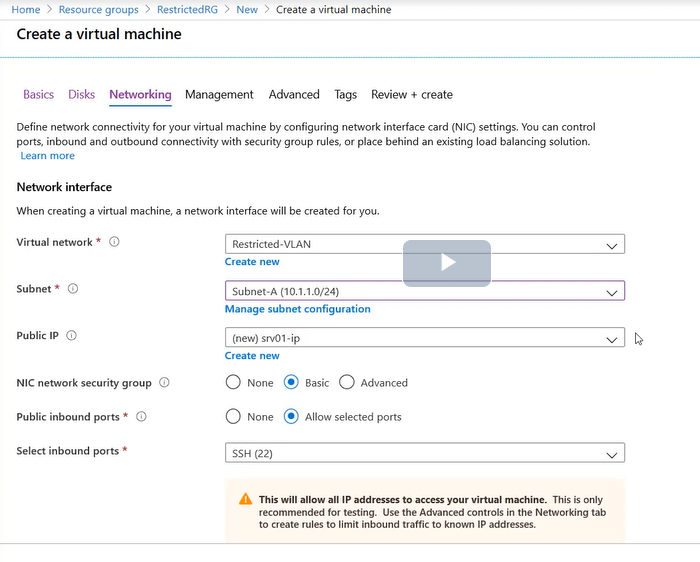 Home > Resource groups > RestrictedRG > New > Create a virtual machine
Create a virtual machine
Basics Disks Networking Management Advanced Tags Review + create
Define network connectivity for your virtual machine by configuring network interface card (NIC) settings. You can control
ports, inbound and outbound connectivity with security group rules, or place behind an existing load balancing solution.
Learn more
Network interface
When creating a virtual machine, a network interface will be created for you.
Virtual network * Restricted-VLAN
Create new
Subnet * Subnet-A (10.1.1.0/24)
Manage subnet configuration
Public IP (new) srv01-ip
Create new
NIC network security group None Basic Advanced
Public inbound ports * None Allow selected ports
Select inbound ports * SSH (22)
This will allow all IP addresses to access your virtual machine. This is only
recommended for testing. Use the Advanced controls in the Networking tab
to create rules to limit inbound traffic to known IP addresses.